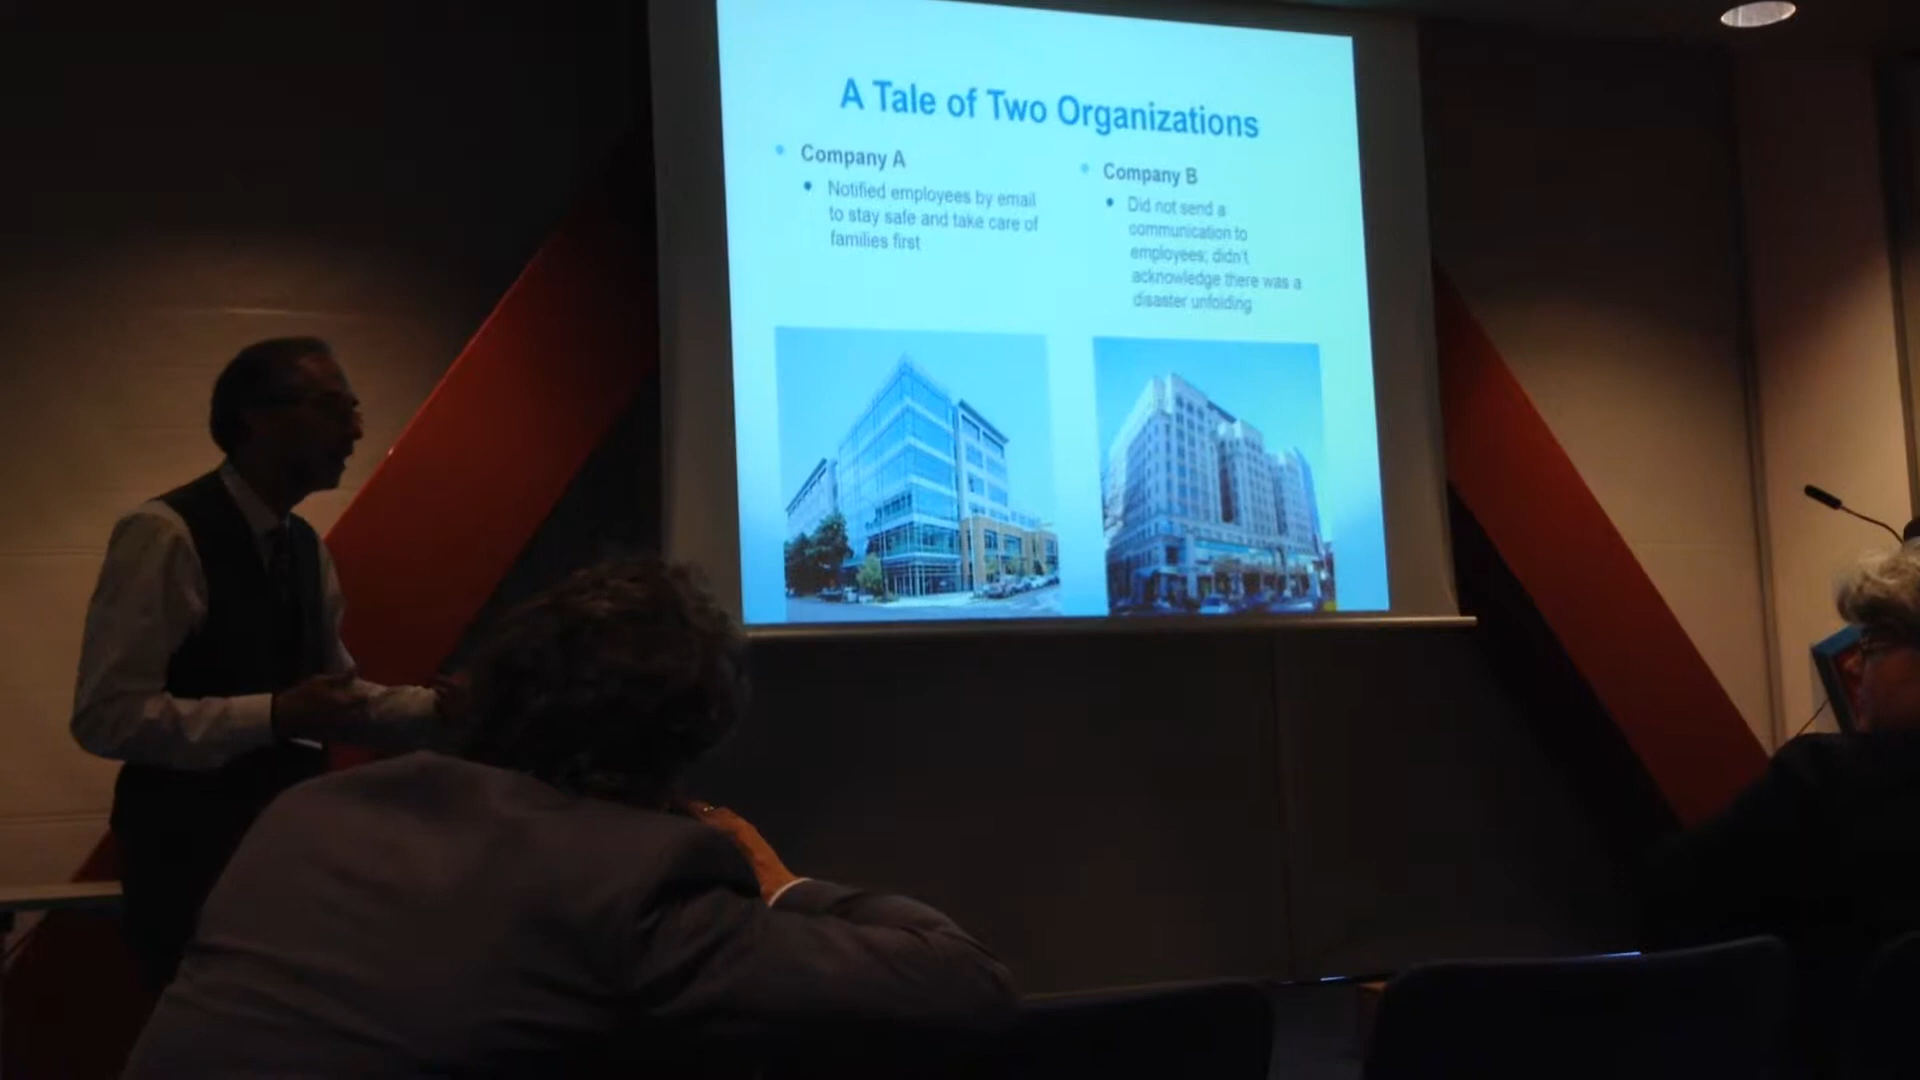 A Tale of Two Organizations
Company A
Notified employees by email
to stay safe and take care of
families first
Company B
Did not send a
communication to
employees; didn't
acknowledge there was a
disaster unfolding